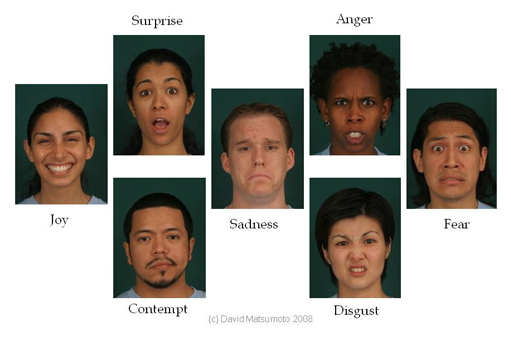 Surprise
Anger
Joy
Sadness
Fear
Contempt
Disgust
(c) David Matsumoto 2008